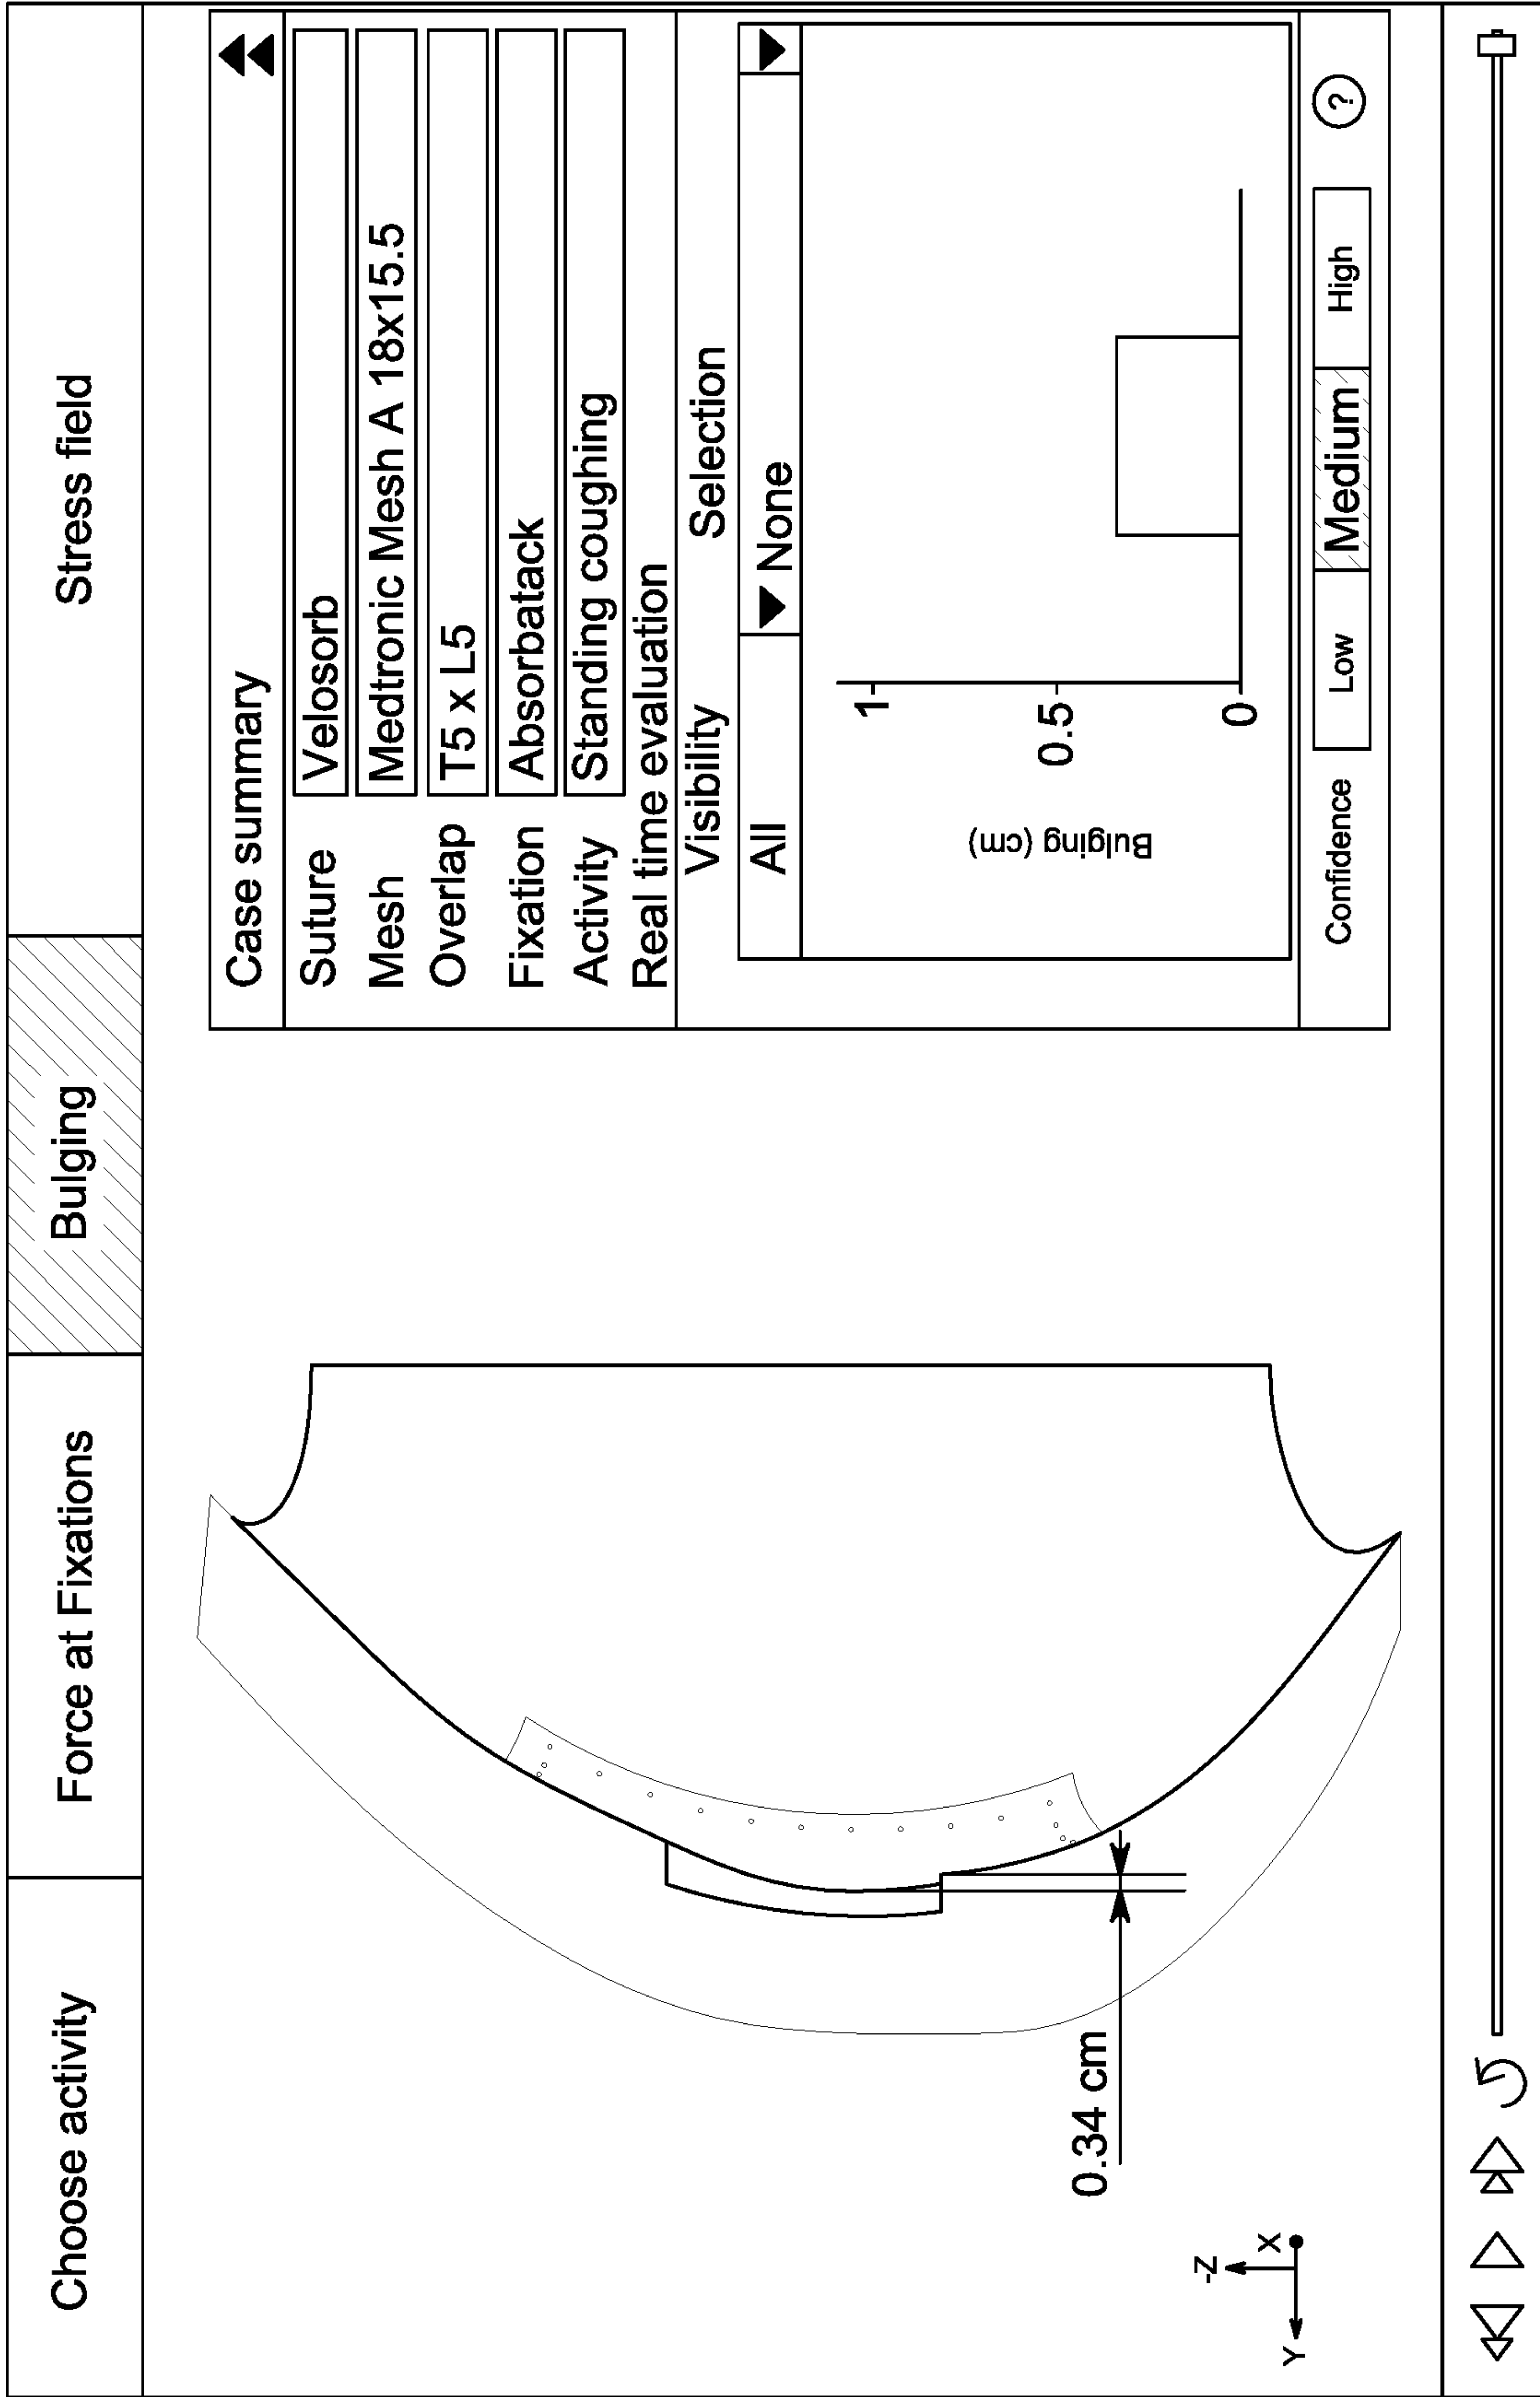 Choose activity
Force at Fixations
Bulging
Stress field
Case summary
Suture
Velosorb
Mesh
Medtronic Mesh A 18x15.5
Overlap
T5 x L5
Fixation
Absorbatack
Activity
Standing coughing
Real time evaluation
Visibility
Selection
All
None
Bulging (cm)
1
0.5
0
Confidence
Low
Medium
High
?
0.34 cm
-Z
X
Y